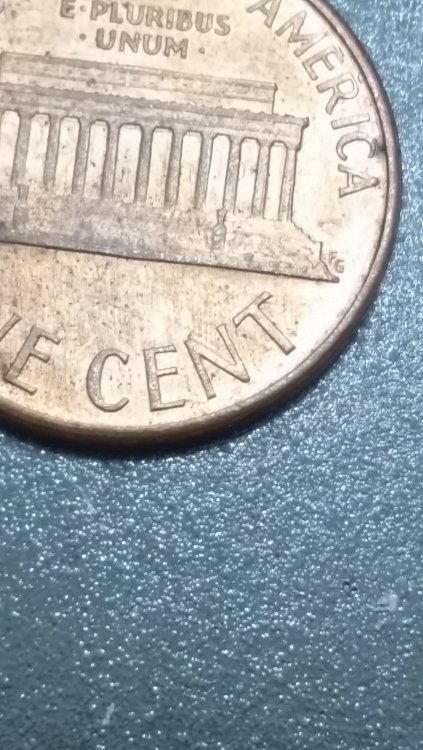 E·PLURIBUS
·UNUM·
AMERICA
FG
E CENT